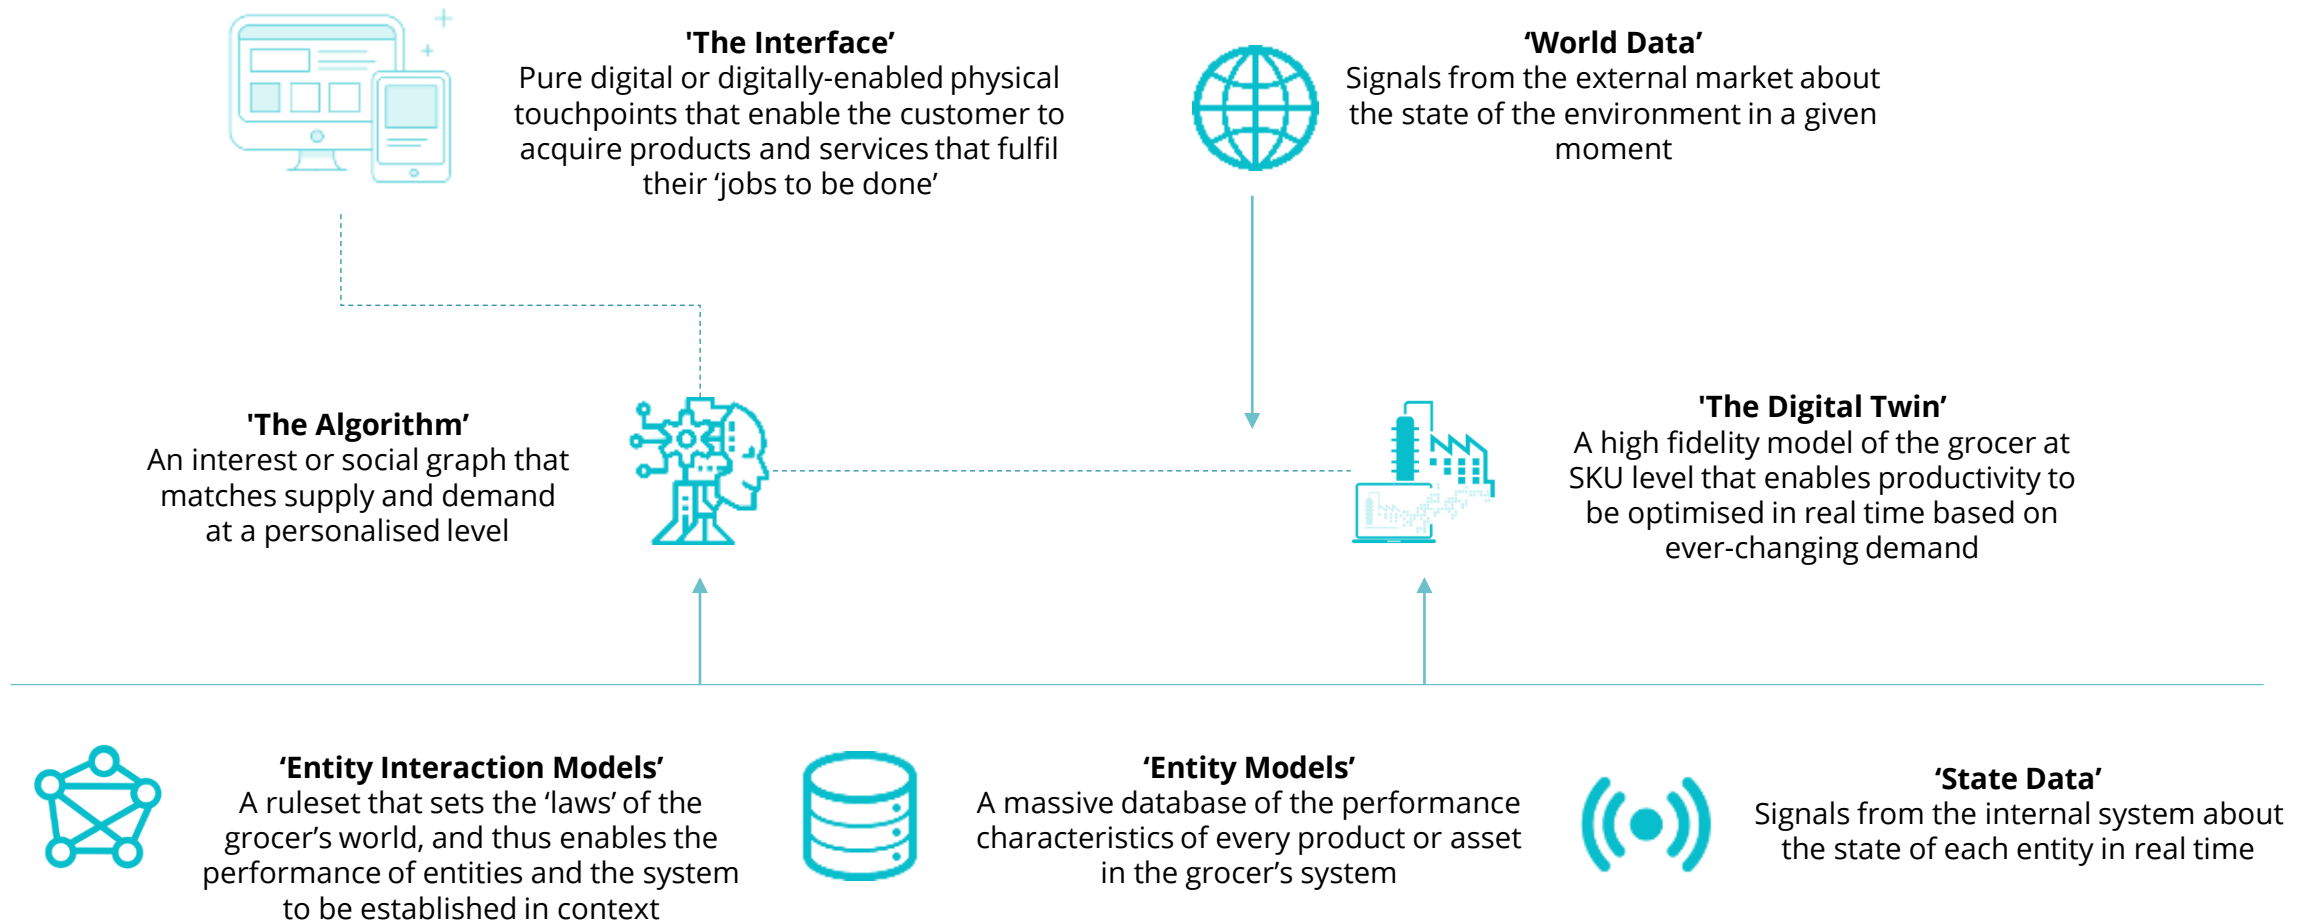 'The Interface’
Pure digital or digitally-enabled physical
touchpoints that enable the customer to
acquire products and services that fulfil
their ‘jobs to be done’
‘World Data’
Signals from the external market about
the state of the environment in a given
moment
'The Algorithm’
An interest or social graph that
matches supply and demand
at a personalised level
'The Digital Twin’
A high fidelity model of the grocer at
SKU level that enables productivity to
be optimised in real time based on
ever-changing demand
‘Entity Interaction Models’
A ruleset that sets the ‘laws’ of the
grocer’s world, and thus enables the
performance of entities and the system
to be established in context
‘Entity Models’
A massive database of the performance
characteristics of every product or asset
in the grocer’s system
‘State Data’
Signals from the internal system about
the state of each entity in real time